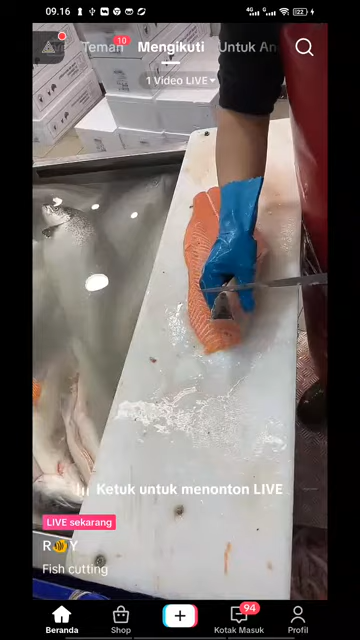 09.16
10
Teman
Mengikuti
Untuk An
1 Video LIVE
Ketuk untuk menonton LIVE
LIVE sekarang
R🐠Y
Fish cutting
94
Beranda
Shop
Kotak Masuk
Profil